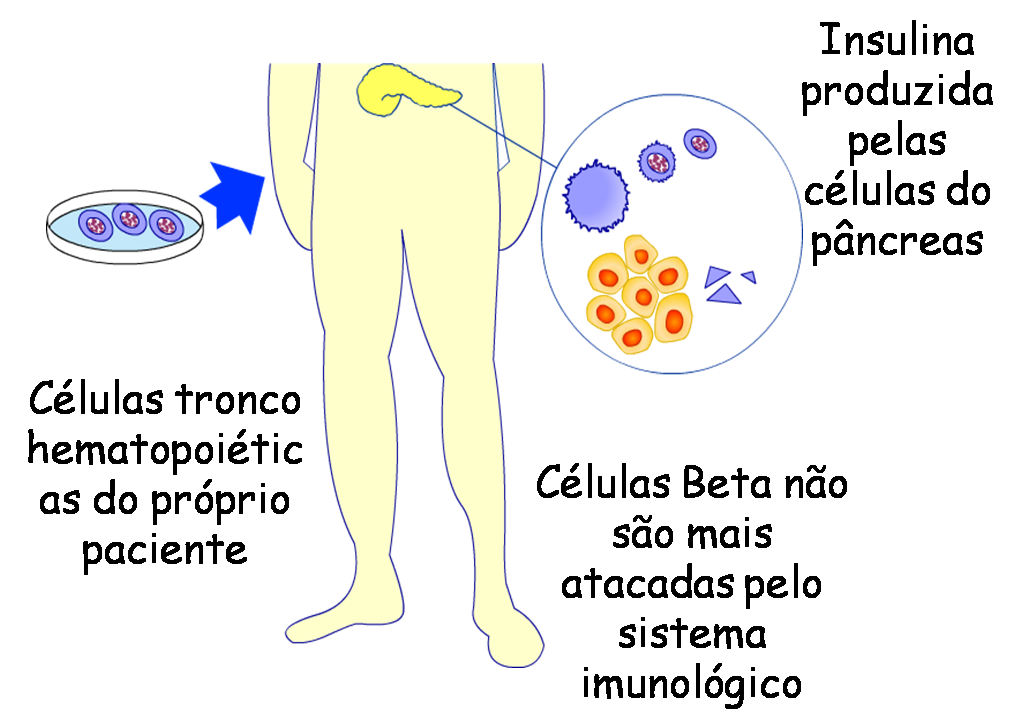 Insulina
produzida
pelas
células do
pâncreas
Células tronco
hematopoiétic
as do próprio
paciente
Células Beta não
são mais
atacadas pelo
sistema
imunológico